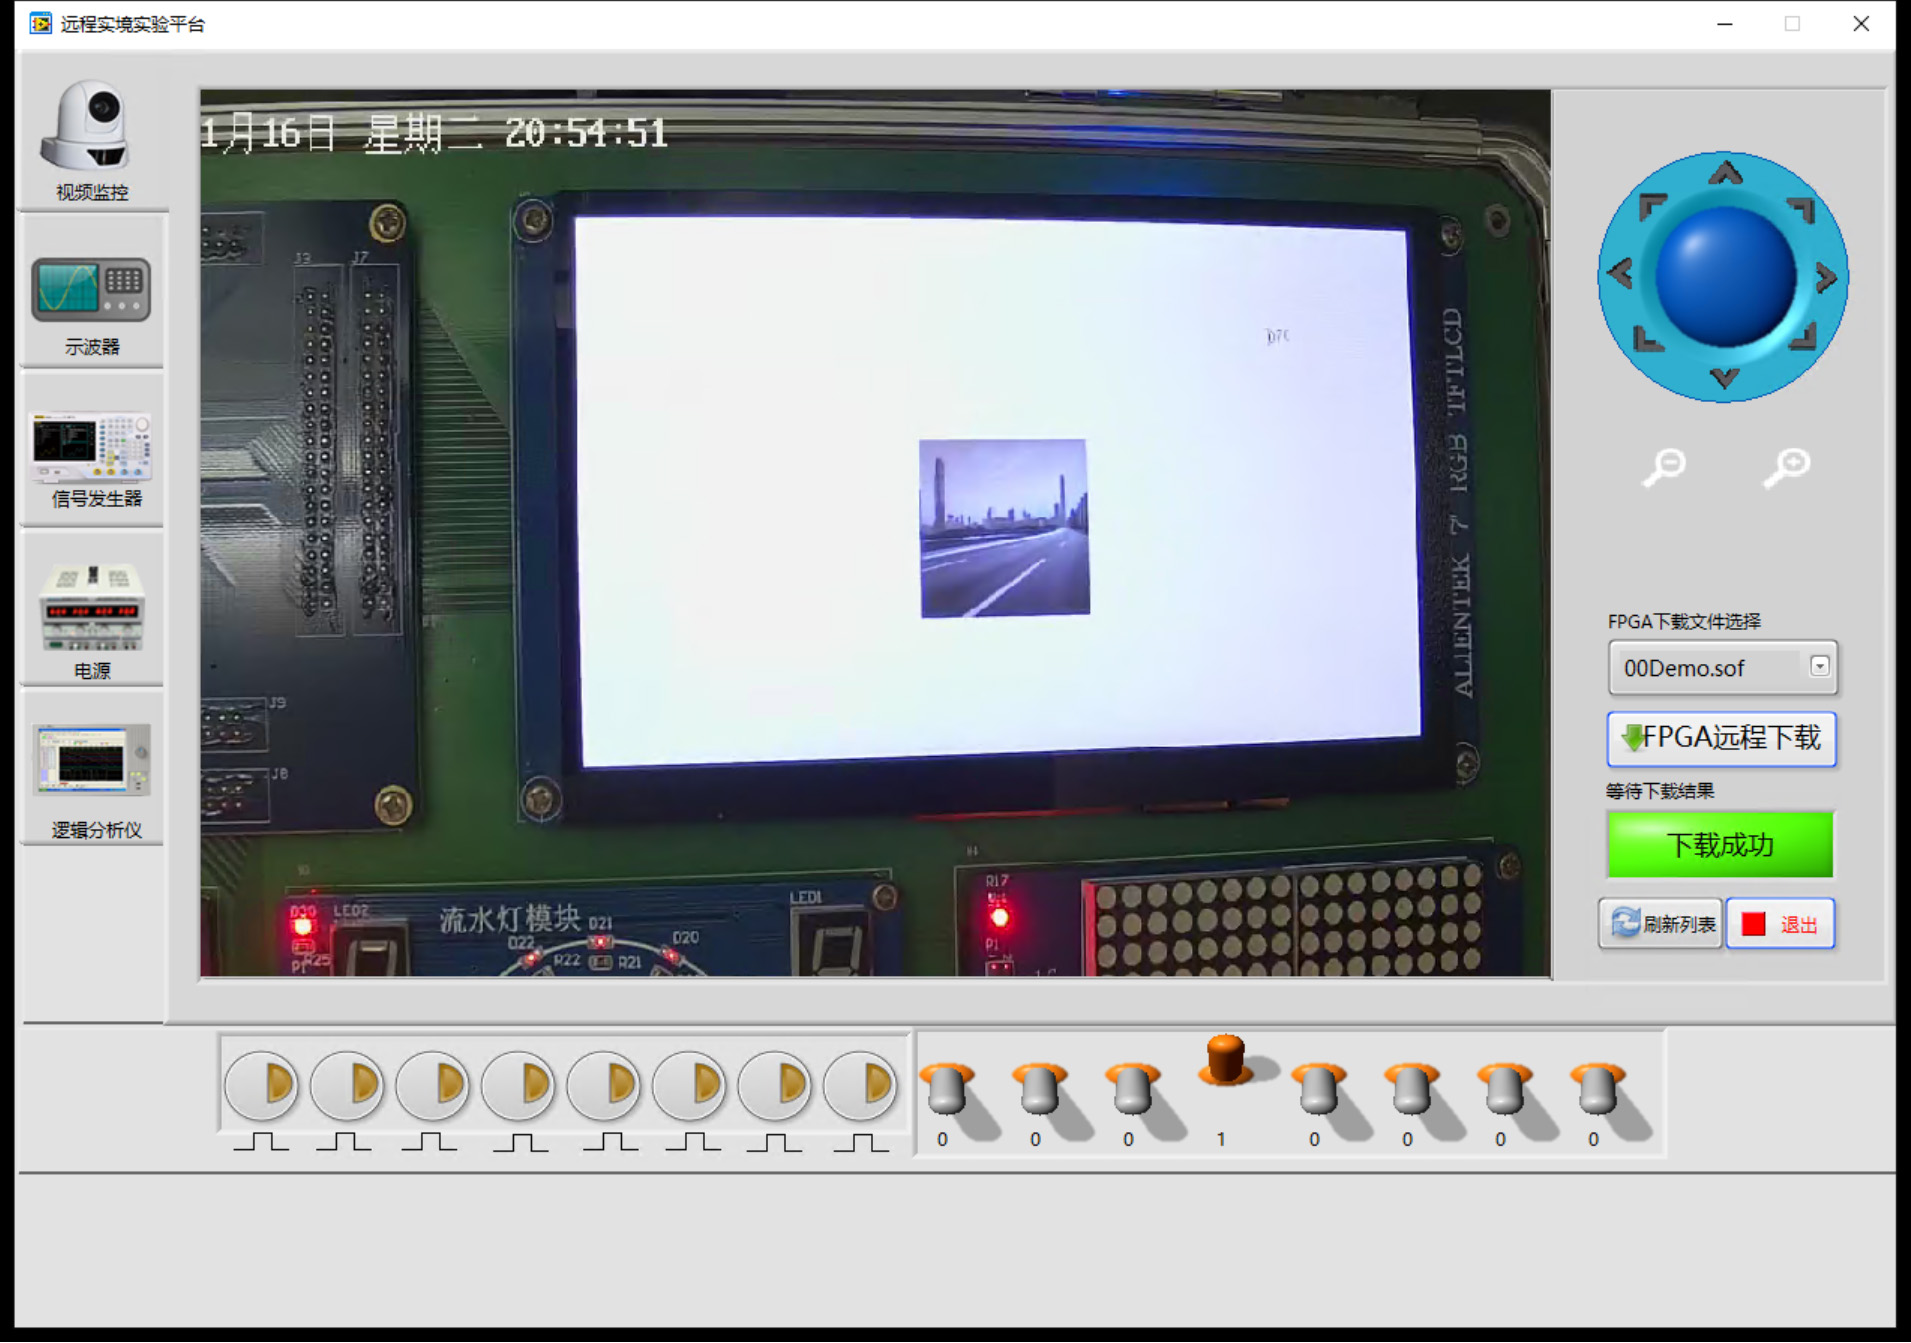 远程实境实验平台
视频监控
示波器
信号发生器
电源
逻辑分析仪
1月16日 星期二 20:54:51
J3 J7
J9
J8
ALIENTEK 7' RGB TFTLCD
LED2
流水灯模块
D22
D21
D20
R22
R21
R25
P1
LED1
R17
P1
FPGA下载文件选择
00Demo.sof
FPGA远程下载
等待下载结果
下载成功
刷新列表
退出
0 0 0 1 0 0 0 0